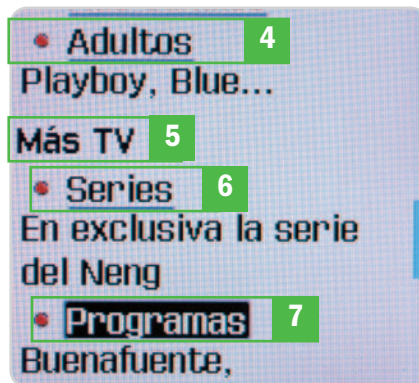 • Adultos 4
Playboy, Blue...
Más TV 5
• Series 6
En exclusiva la serie
del Neng
• Programas 7
Buenafuente,